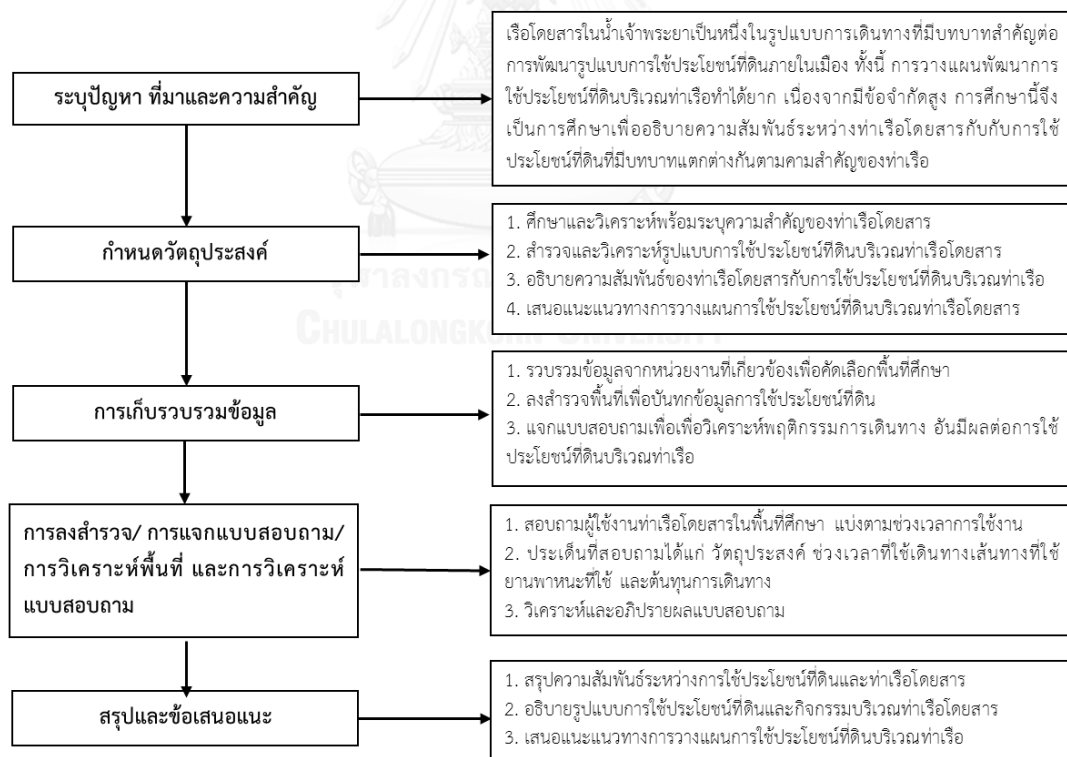 ระบุปัญหา ที่มาและความสำคัญ
เรือโดยสารในน้ำเจ้าพระยาเป็นหนึ่งในรูปแบบการเดินทางที่มีบทบาทสำคัญต่อ
การพัฒนารูปแบบการใช้ประโยชน์ที่ดินภายในเมือง ทั้งนี้ การวางแผนพัฒนาการ
ใช้ประโยชน์ที่ดินบริเวณท่าเรือทำได้ยาก เนื่องจากมีข้อจำกัดสูง การศึกษานี้จึง
เป็นการศึกษาเพื่ออธิบายความสัมพันธ์ระหว่างท่าเรือโดยสารกับกับการใช้
ประโยชน์ที่ดินที่มีบทบาทแตกต่างกันตามคามสำคัญของท่าเรือ
กำหนดวัตถุประสงค์
1. ศึกษาและวิเคราะห์พร้อมระบุความสำคัญของท่าเรือโดยสาร
2. สำรวจและวิเคราะห์รูปแบบการใช้ประโยชน์ที่ดินบริเวณท่าเรือโดยสาร
3. อธิบายความสัมพันธ์ของท่าเรือโดยสารกับการใช้ประโยชน์ที่ดินบริเวณท่าเรือ
4. เสนอแนะแนวทางการวางแผนการใช้ประโยชน์ที่ดินบริเวณท่าเรือโดยสาร
จุฬาลงกรณ์
CHULALONGKORN UNIVERSITY
การเก็บรวบรวมข้อมูล
1. รวบรวมข้อมูลจากหน่วยงานที่เกี่ยวข้องเพื่อคัดเลือกพื้นที่ศึกษา
2. ลงสำรวจพื้นที่เพื่อบันทกข้อมูลการใช้ประโยชน์ที่ดิน
3. แจกแบบสอบถามเพื่อเพื่อวิเคราะห์พฤติกรรมการเดินทาง อันมีผลต่อการใช้
ประโยชน์ที่ดินบริเวณท่าเรือ
การลงสำรวจ/ การแจกแบบสอบถาม/
การวิเคราะห์พื้นที่ และการวิเคราะห์
แบบสอบถาม
1. สอบถามผู้ใช้งานท่าเรือโดยสารในพื้นที่ศึกษา แบ่งตามช่วงเวลาการใช้งาน
2. ประเด็นที่สอบถามได้แก่ วัตถุประสงค์ ช่วงเวลาที่ใช้เดินทางเส้นทางที่ใช้
ยานพาหนะที่ใช้ และต้นทุนการเดินทาง
3. วิเคราะห์และอภิปรายผลแบบสอบถาม
สรุปและข้อเสนอแนะ
1. สรุปความสัมพันธ์ระหว่างการใช้ประโยชน์ที่ดินและท่าเรือโดยสาร
2. อธิบายรูปแบบการใช้ประโยชน์ที่ดินและกิจกรรมบริเวณท่าเรือโดยสาร
3. เสนอแนะแนวทางการวางแผนการใช้ประโยชน์ที่ดินบริเวณท่าเรือ